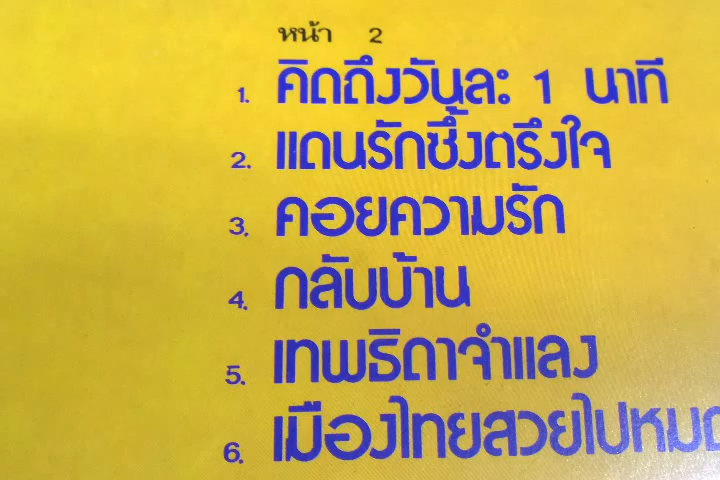 หน้า 2
1. คิดถึงวันละ 1 นาที
2. แดนรักซึ้งตรึงใจ
3. คอยความรัก
4. กลับบ้าน
5. เทพธิดาจำแลง
6. เมืองไทยสวยไปหมด